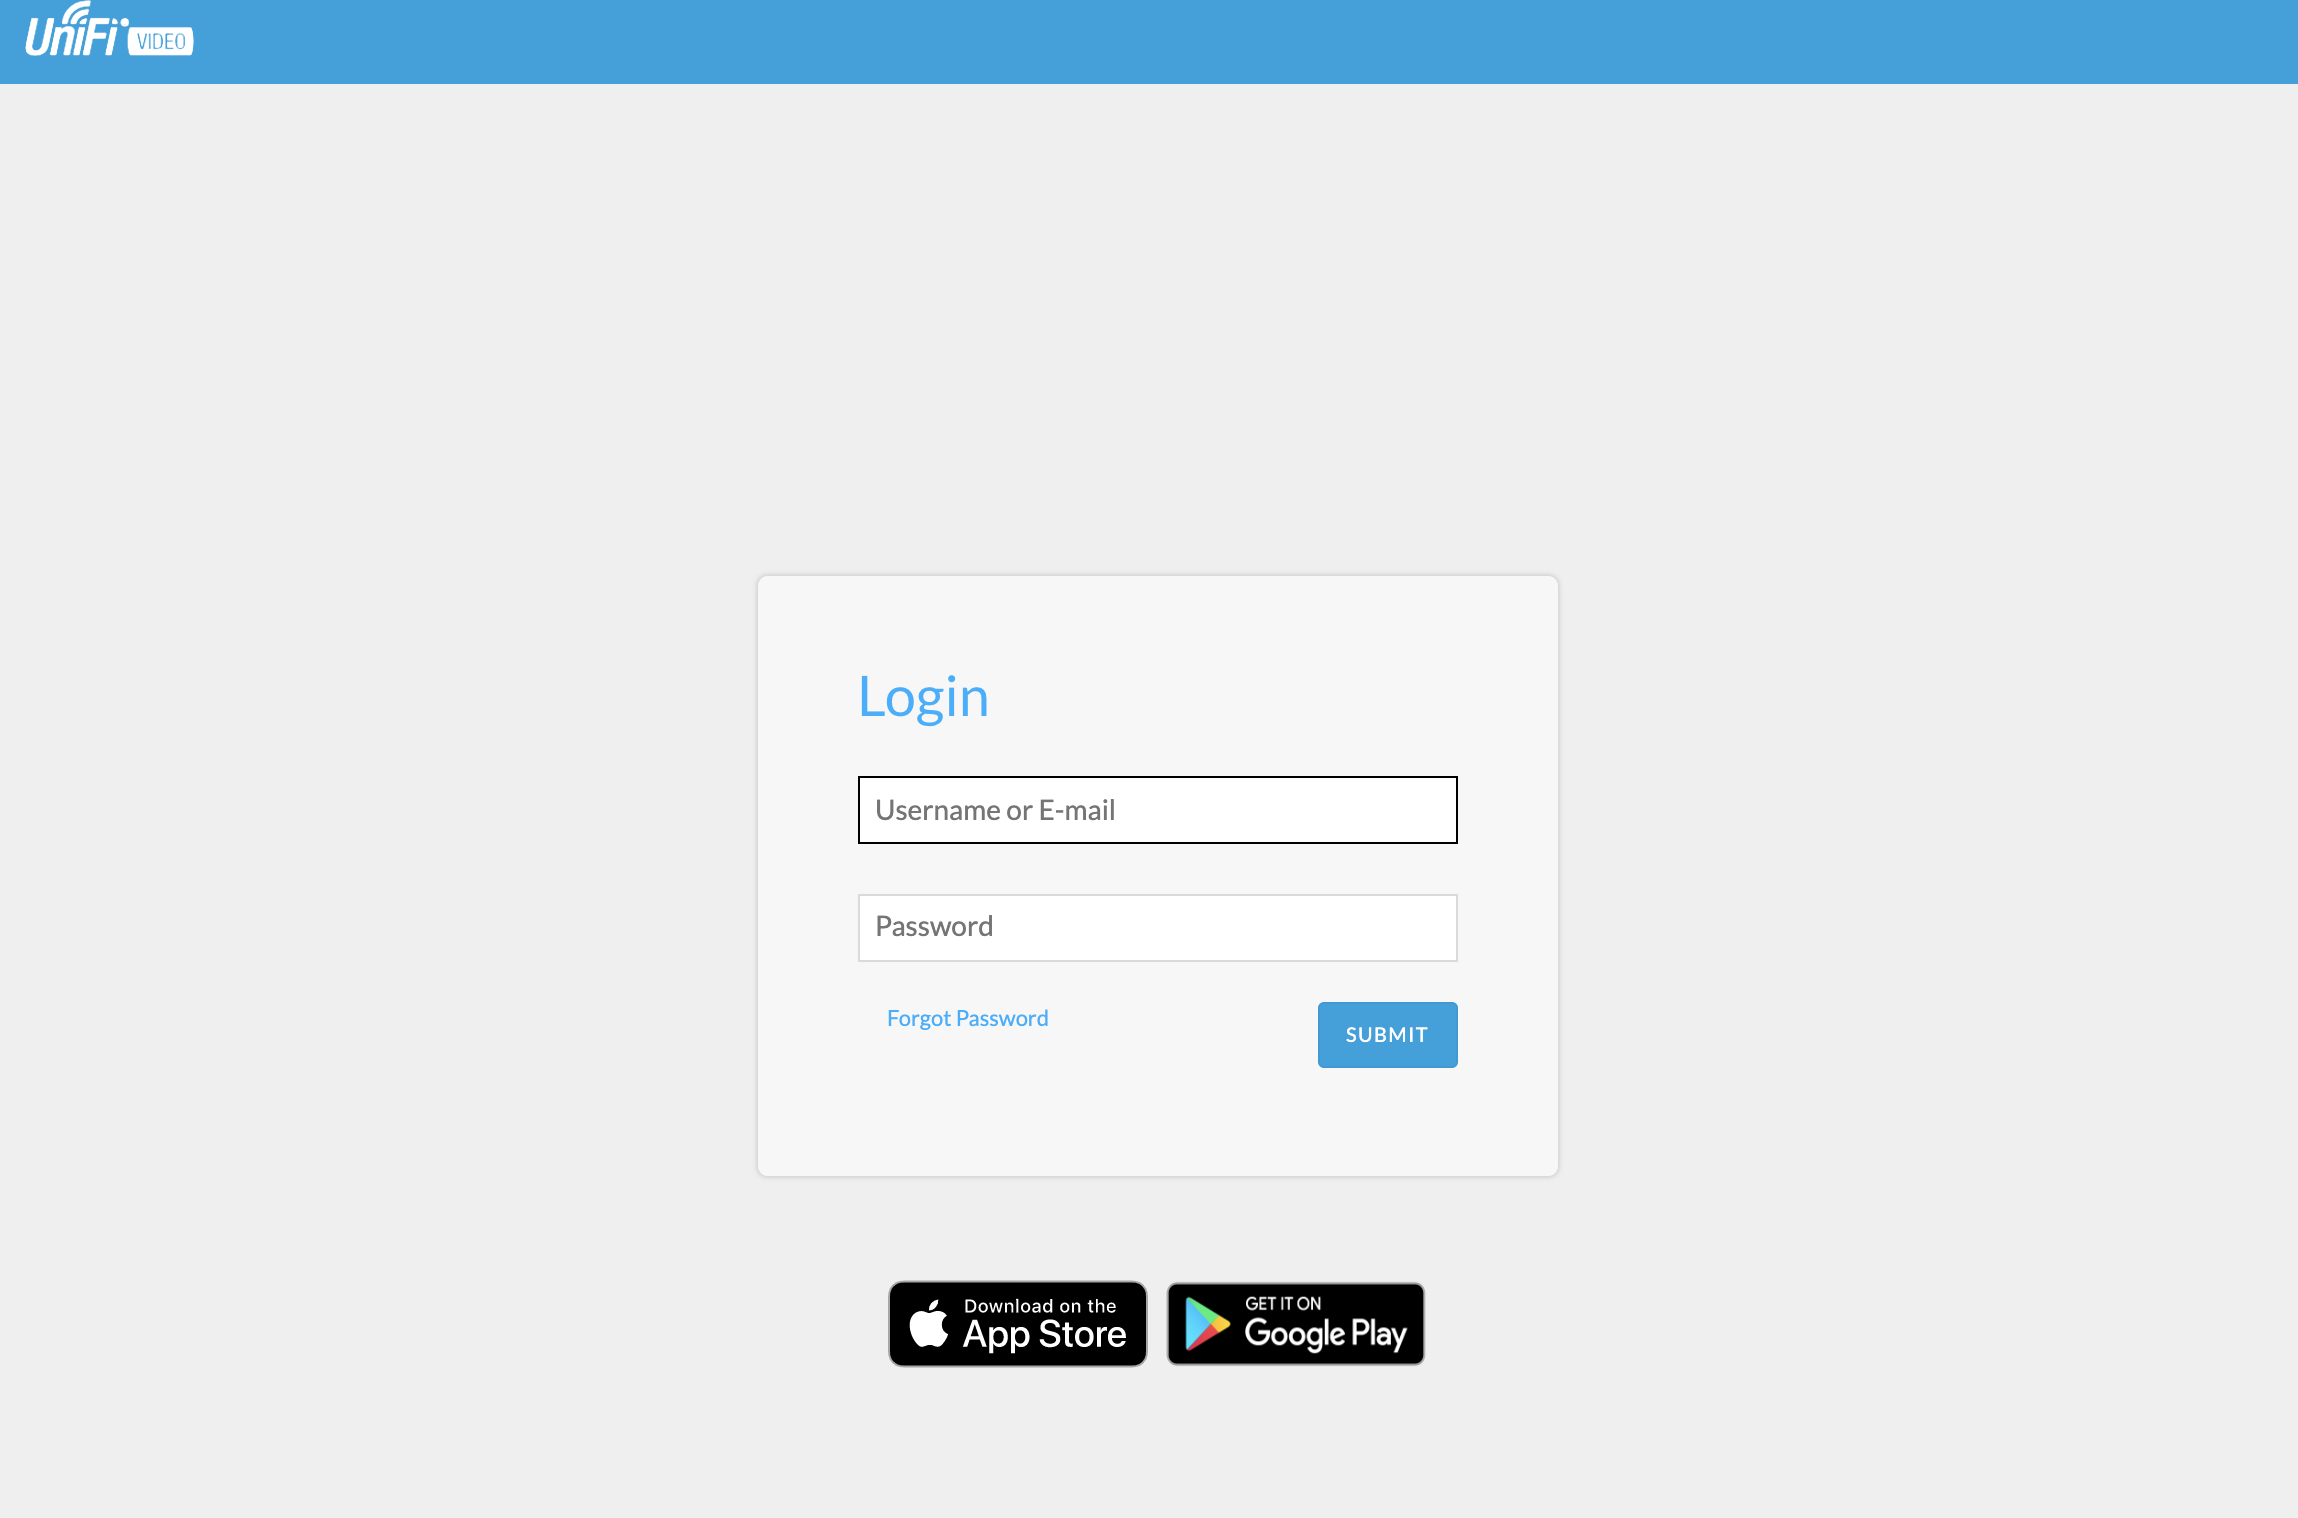 UniFi VIDEO
Login
Username or E-mail
Password
Forgot Password
SUBMIT
Download on the
App Store
GET IT ON
Google Play